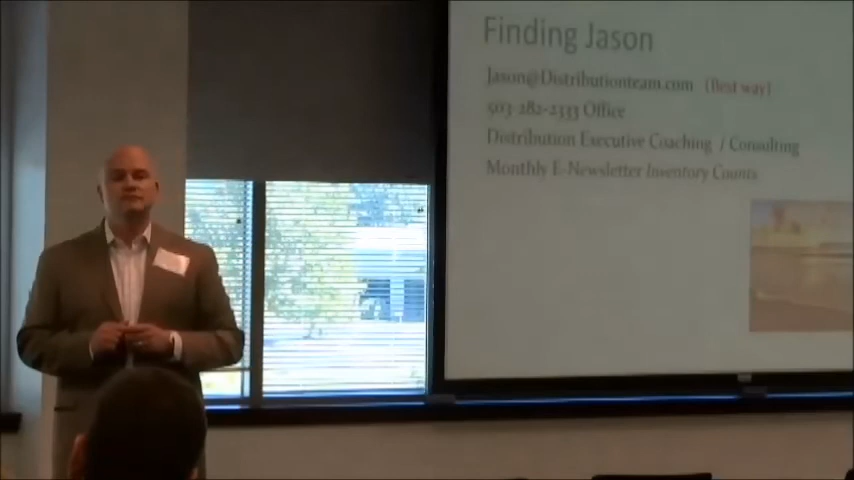 Finding Jason
Jason@Distributionteam.com (Best way)
503-282-2333 Office
Distribution Executive Coaching / Consulting
Monthly E-Newsletter Inventory Counts